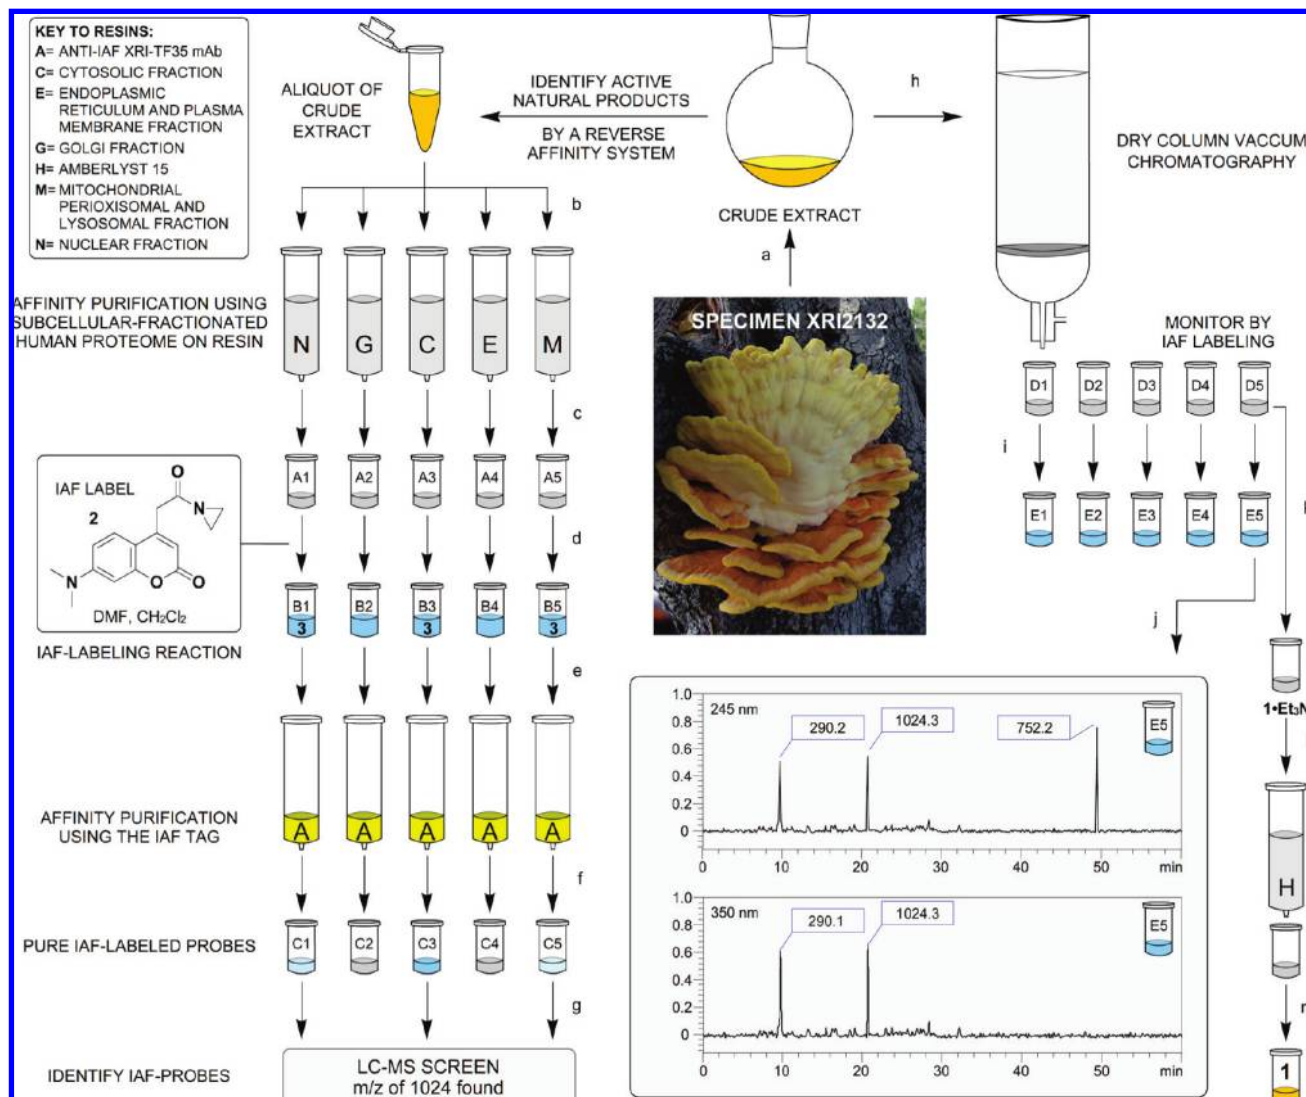 KEY TO RESINS:
A= ANTI-IAF XRI-TF35 mAb
C= CYTOSOLIC FRACTION
E= ENDOPLASMIC
RETICULUM AND PLASMA
MEMBRANE FRACTION
G= GOLGI FRACTION
H= AMBERLYST 15
M= MITOCHONDRIAL
PERIOXISOMAL AND
LYSOSOMAL FRACTION
N= NUCLEAR FRACTION
ALIQUOT OF
CRUDE
EXTRACT
IDENTIFY ACTIVE
NATURAL PRODUCTS
BY A REVERSE
AFFINITY SYSTEM
h
DRY COLUMN VACCUM
CHROMATOGRAPHY
b
CRUDE EXTRACT
a
AFFINITY PURIFICATION USING
SUBCELLULAR-FRACTIONATED
HUMAN PROTEOME ON RESIN
N G C E M
SPECIMEN XRI2132
MONITOR BY
IAF LABELING
D1 D2 D3 D4 D5
c
i
A1 A2 A3 A4 A5
E1 E2 E3 E4 E5
IAF LABEL
2
O
N
N
O
O
DMF, CH2Cl2
d
B1 B2 B3 B4 B5
3 3 3
IAF-LABELING REACTION
e
j
1•Et3N
AFFINITY PURIFICATION
USING THE IAF TAG
A A A A A
f
245 nm
290.2
1024.3
752.2
E5
1.0
0.8
0.6
0.4
0.2
0
0 10 20 30 40 50 min
H
350 nm
290.1
1024.3
E5
1.0
0.8
0.6
0.4
0.2
0
0 10 20 30 40 50 min
PURE IAF-LABELED PROBES
C1 C2 C3 C4 C5
g
IDENTIFY IAF-PROBES
LC-MS SCREEN
m/z of 1024 found
1